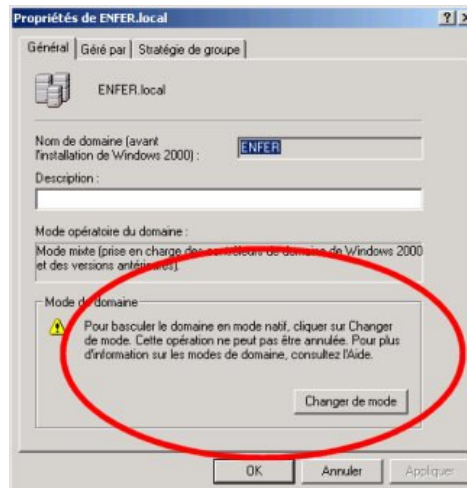 Propriétés de ENFER.local
Général
Géré par
Stratégie de groupe
ENFER.local
Nom de domaine (avant
l'installation de Windows 2000) :
ENFER
Description :
Mode opératoire du domaine :
Mode mixte (prise en charge des contrôleurs de domaine de Windows 2000
et des versions antérieures).
Mode de domaine
Pour basculer le domaine en mode natif, cliquer sur Changer
de mode. Cette opération ne peut pas être annulée. Pour plus
d'information sur les modes de domaine, consultez l'Aide.
Changer de mode
OK
Annuler
Appliquer